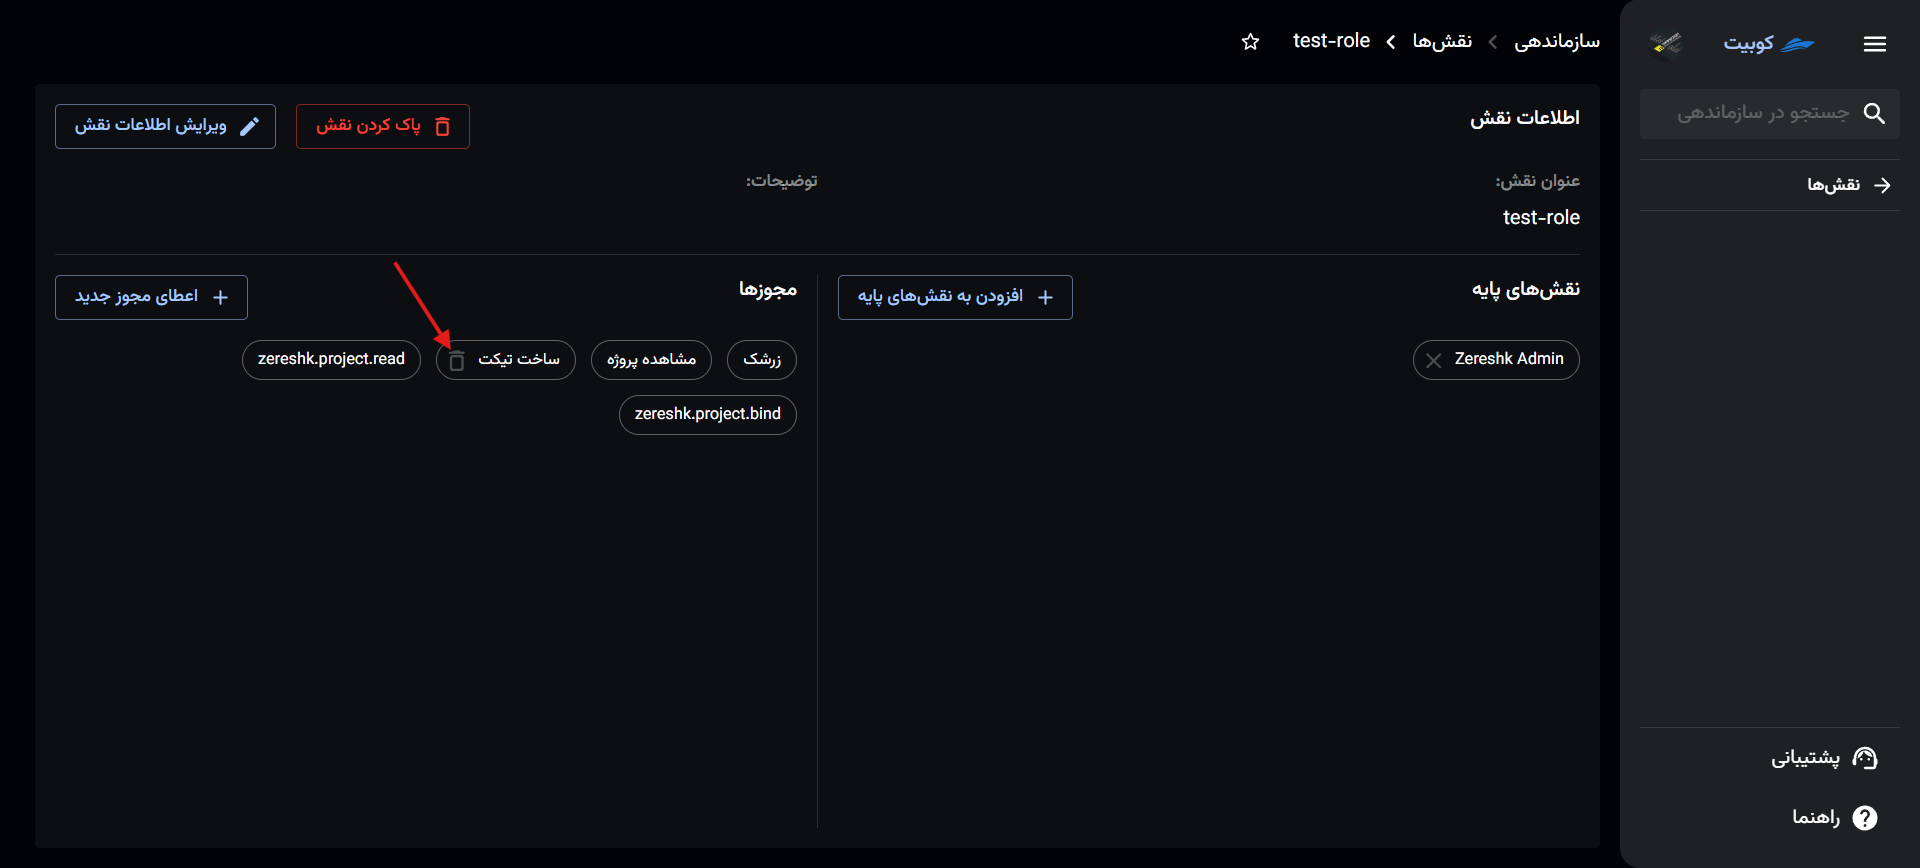 کوبیت
جستجو در سازماندهی
نقش‌ها
پشتیبانی
راهنما
سازماندهی
نقش‌ها
test-role
اطلاعات نقش
پاک کردن نقش
ویرایش اطلاعات نقش
عنوان نقش:
توضیحات:
test-role
نقش‌های پایه
افزودن به نقش‌های پایه
Zereshk Admin
مجوزها
اعطای مجوز جدید
زرشک
مشاهده پروژه
ساخت تیکت
zereshk.project.read
zereshk.project.bind